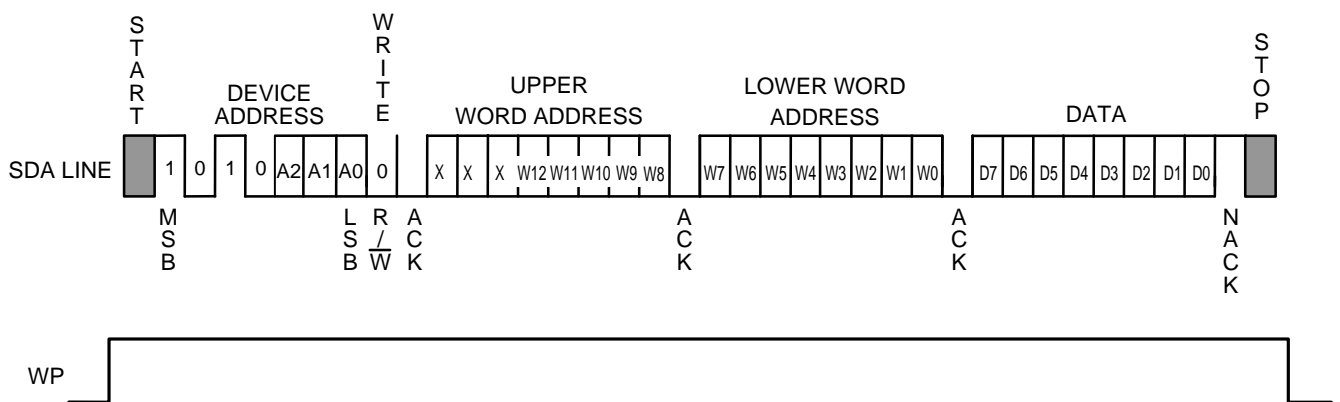 START
WRITE
STOP
DEVICE
ADDRESS
UPPER
WORD ADDRESS
LOWER WORD
ADDRESS
DATA
SDA LINE
1 0 1 0 A2 A1 A0 0 X X X W12 W11 W10 W9 W8 W7 W6 W5 W4 W3 W2 W1 W0 D7 D6 D5 D4 D3 D2 D1 D0
MSB
LSB
R/W
ACK
ACK
ACK
NACK
WP